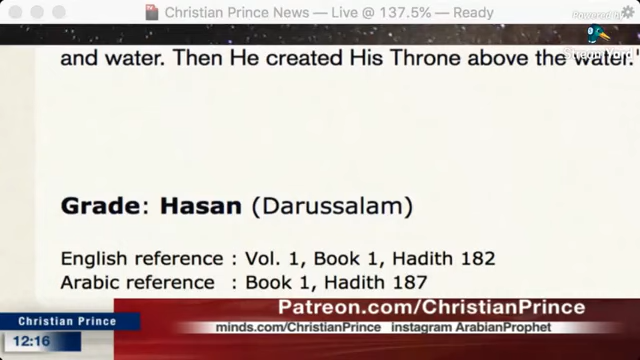 Christian Prince News — Live @ 137.5% — Ready
Powered by
and water. Then He created His Throne above the water."
Grade: Hasan (Darussalam)
English reference : Vol. 1, Book 1, Hadith 182
Arabic reference : Book 1, Hadith 187
Patreon.com/ChristianPrince
Christian Prince
minds.com/ChristianPrince instagram ArabianProphet
12:16